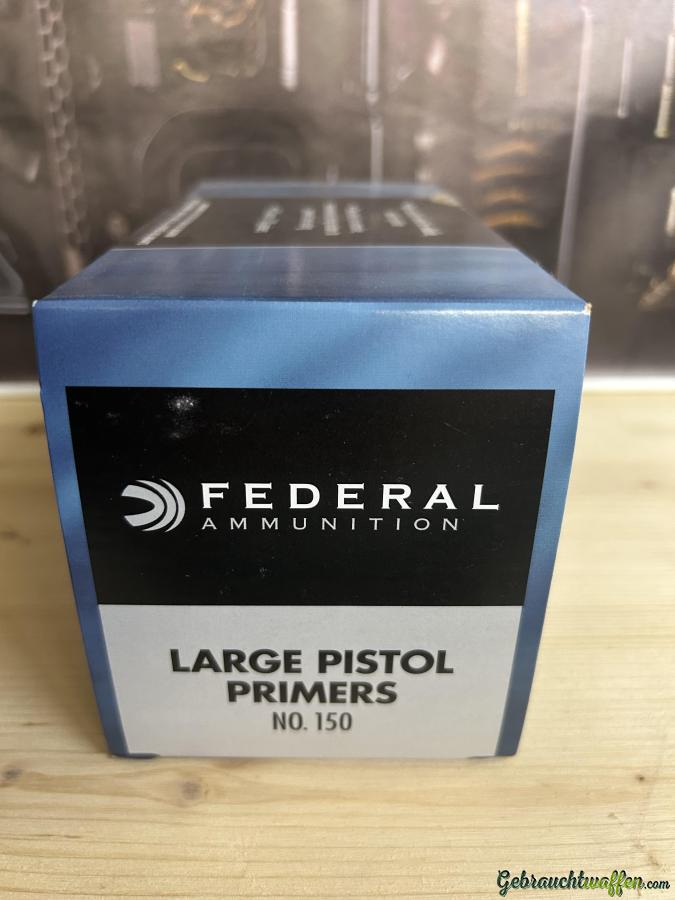 FEDERAL
AMMUNITION
LARGE PISTOL
PRIMERS
NO. 150
Gebrauchtwaffen.com